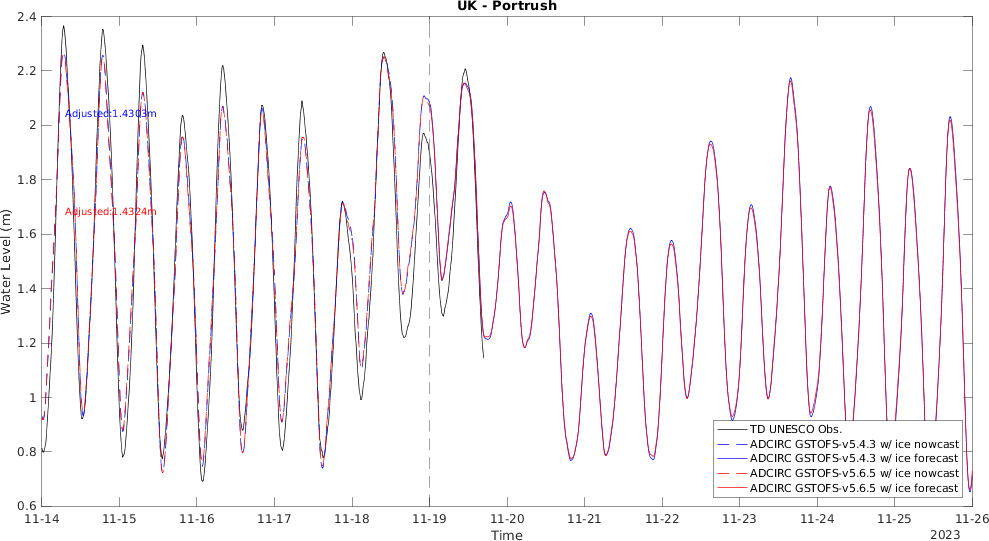 UK - Portrush
2.4
2.2
2
1.8
1.6
1.4
1.2
1
0.8
0.6
Water Level (m)
Adjusted:1.4303m
Adjusted:1.4324m
TD UNESCO Obs.
ADCIRC GSTOFS-v5.4.3 w/ ice nowcast
ADCIRC GSTOFS-v5.4.3 w/ ice forecast
ADCIRC GSTOFS-v5.6.5 w/ ice nowcast
ADCIRC GSTOFS-v5.6.5 w/ ice forecast
11-14 11-15 11-16 11-17 11-18 11-19 11-20 11-21 11-22 11-23 11-24 11-25 11-26
Time
2023